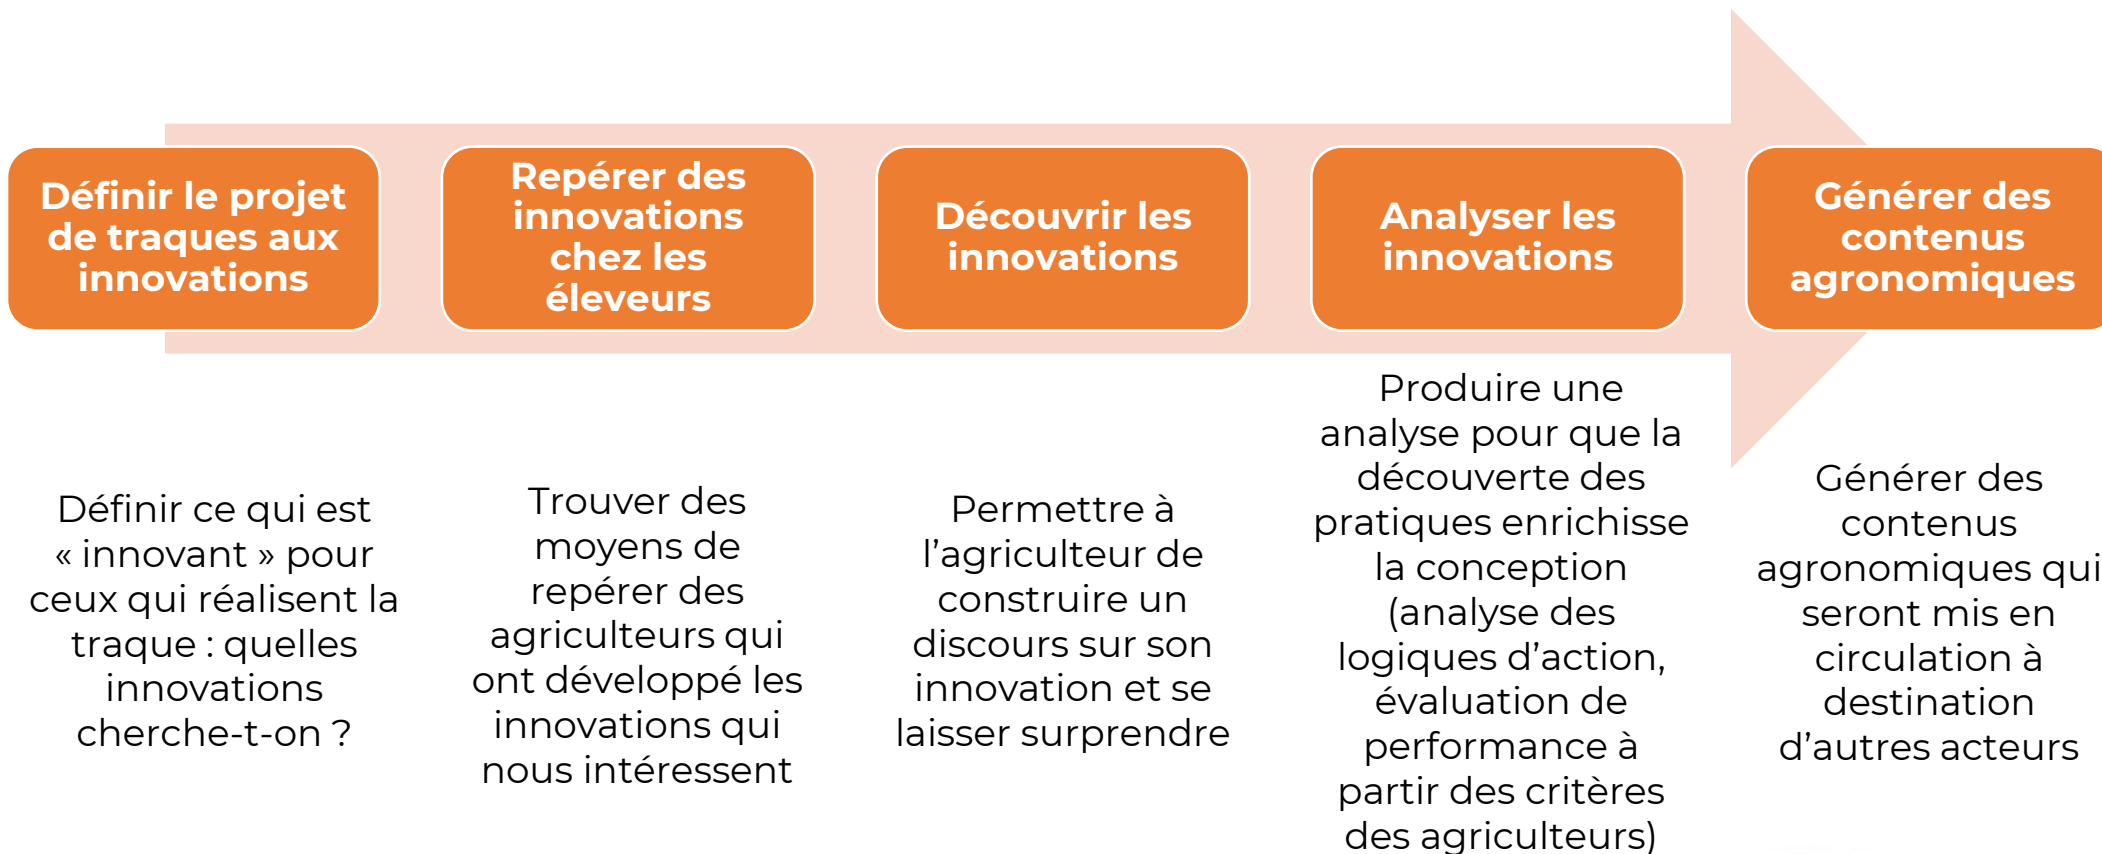 Définir le projet
de traques aux
innovations
Repérer des
innovations
chez les
éleveurs
Découvrir les
innovations
Analyser les
innovations
Générer des
contenus
agronomiques
Définir ce qui est
« innovant » pour
ceux qui réalisent la
traque : quelles
innovations
cherche-t-on ?
Trouver des
moyens de
repérer des
agriculteurs qui
ont développé les
innovations qui
nous intéressent
Permettre à
l’agriculteur de
construire un
discours sur son
innovation et se
laisser surprendre
Produire une
analyse pour que la
découverte des
pratiques enrichisse
la conception
(analyse des
logiques d’action,
évaluation de
performance à
partir des critères
des agriculteurs)
Générer des
contenus
agronomiques qui
seront mis en
circulation à
destination
d’autres acteurs